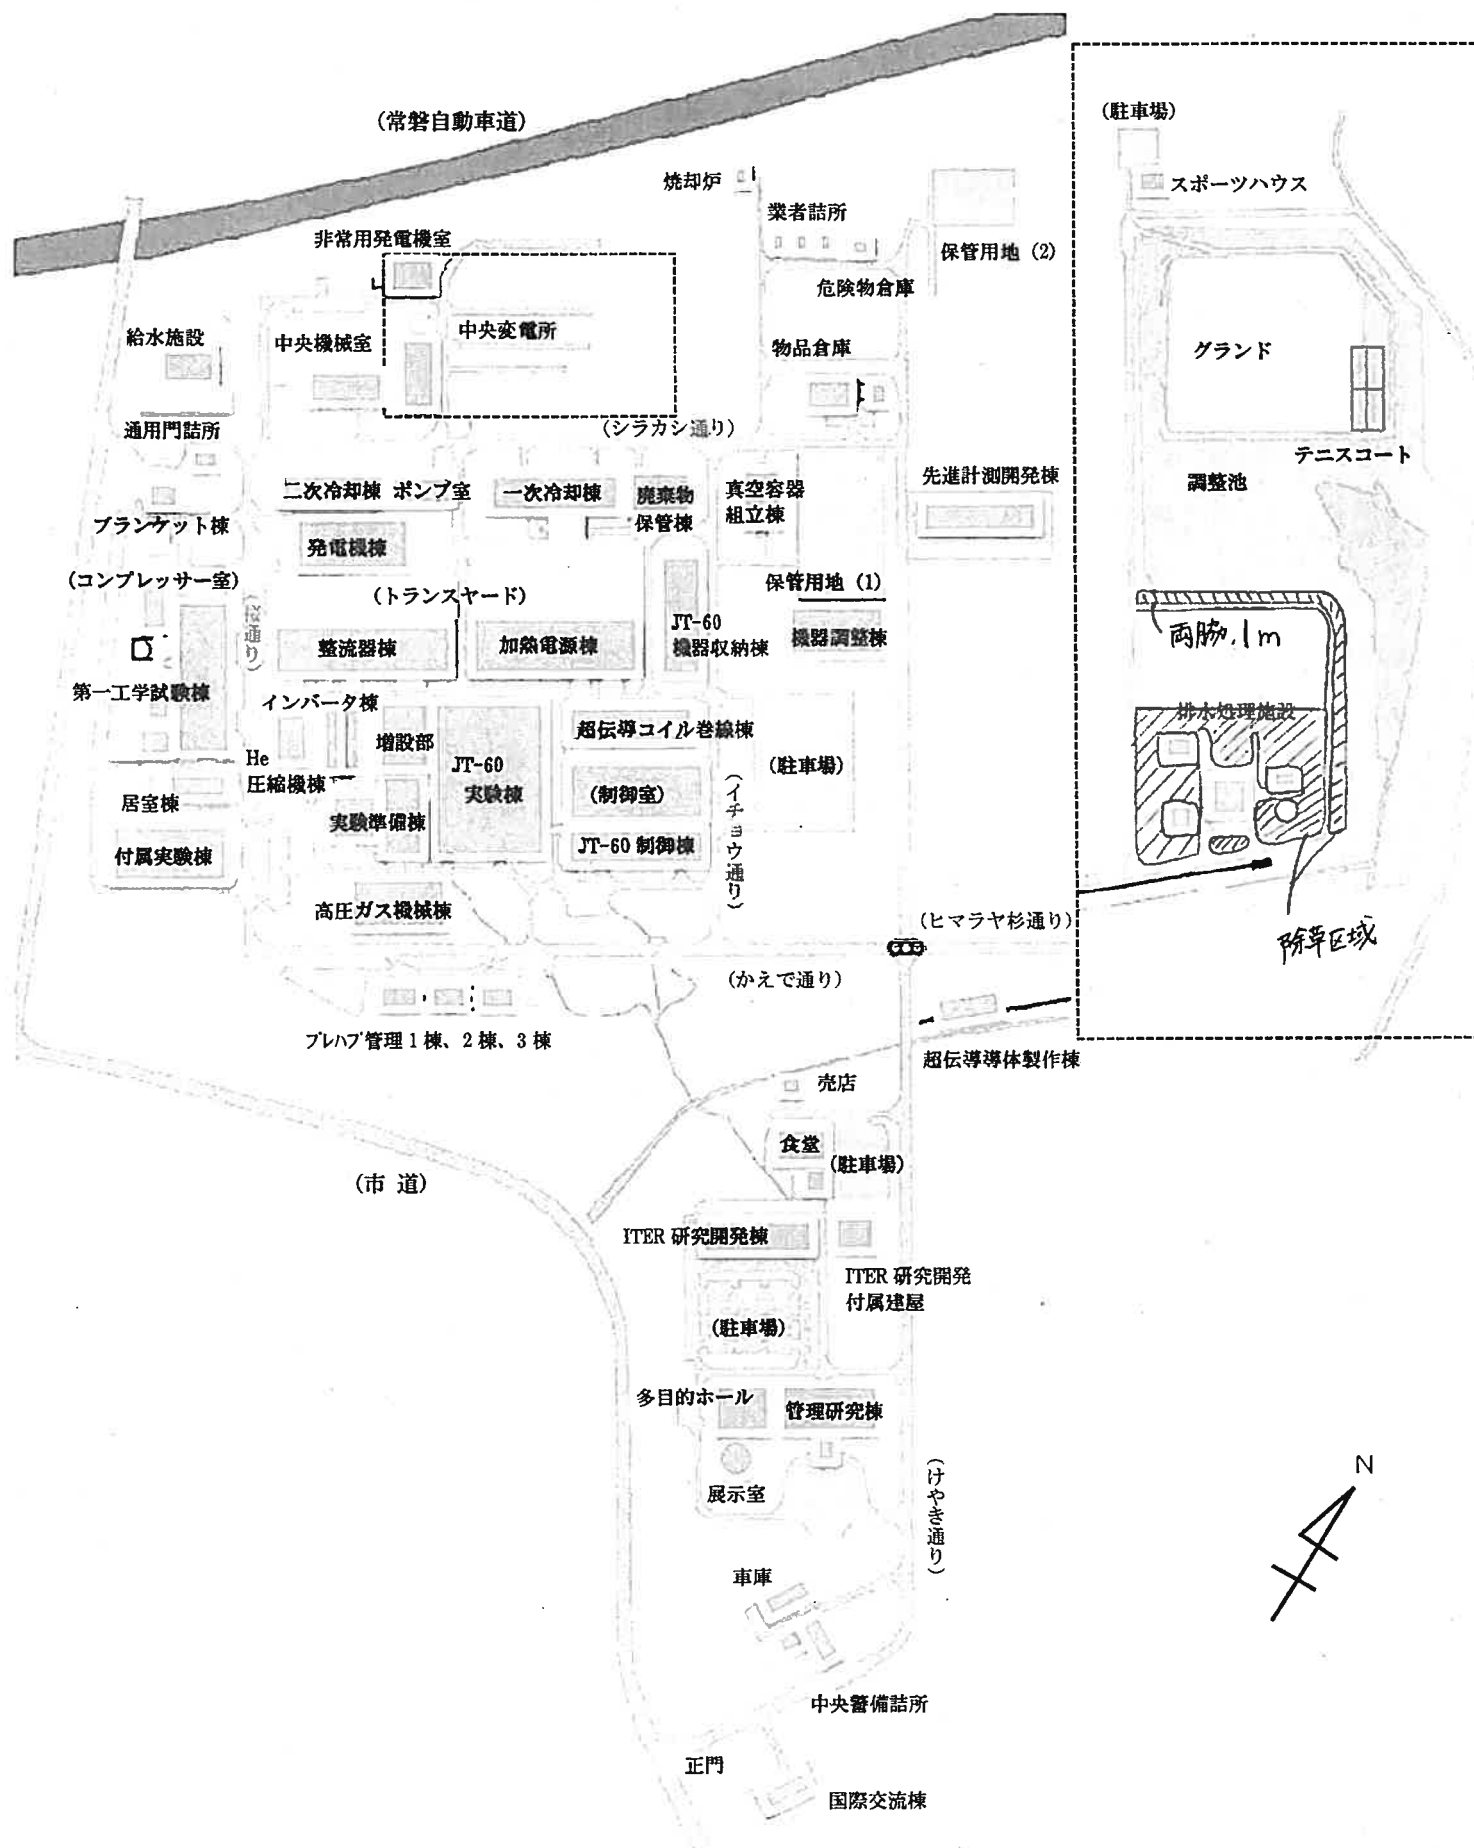 (常磐自動車道)
(駐車場)
スポーツハウス
焼却炉
業者詰所
保管用地 (2)
非常用発電機室
危険物倉庫
給水施設
中央機械室
中央変電所
物品倉庫
グランド
通用門詰所
(シラカシ通り)
テニスコート
二次冷却棟 ポンプ室
一次冷却棟
廃棄物
保管棟
真空容器
組立棟
先進計測開発棟
調整池
ブランケット棟
発電機棟
(コンプレッサー室)
(トランスヤード)
保管用地 (1)
(桜通り)
整流器棟
加熱電源棟
JT-60
機器収納棟
機器調整棟
両脇.1m
第一工学試験棟
インバータ棟
排水処理施設
増設部
超伝導コイル巻線棟
He
圧縮機棟
JT-60
実験棟
(駐車場)
居室棟
(制御室)
(イチョウ通り)
実験準備棟
付属実験棟
JT-60 制御棟
高圧ガス機械棟
(ヒマラヤ杉通り)
除草区域
(かえで通り)
プレハブ管理1棟、2棟、3棟
超伝導導体製作棟
売店
食堂
(駐車場)
(市 道)
ITER 研究開発棟
ITER 研究開発
付属建屋
(駐車場)
多目的ホール
管理研究棟
(けやき通り)
N
展示室
車庫
中央警備詰所
正門
国際交流棟